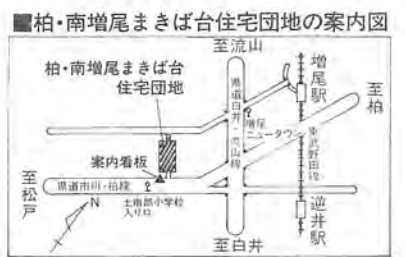 ■柏・南増尾まきば台住宅団地の案内図
至流山
柏・南増尾まきば台
住宅団地
県道白井・流山線
増尾駅
至柏
増尾
ニュータウン
東武野田線
案内看板
至松戸
県道市川・柏線
N
土南部小学校
入り口
逆井駅
至白井